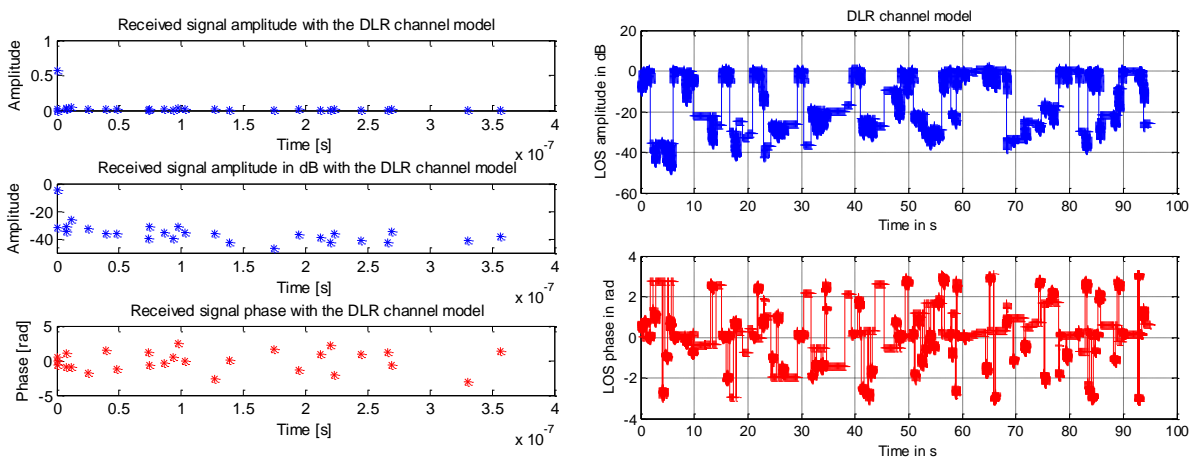 Received signal amplitude with the DLR channel model
Amplitude
1
0.5
0
0 0.5 1 1.5 2 2.5 3 3.5 4
Time [s]
x 10⁻⁷
Received signal amplitude in dB with the DLR channel model
Amplitude
0
-20
-40
0 0.5 1 1.5 2 2.5 3 3.5 4
Time [s]
x 10⁻⁷
Received signal phase with the DLR channel model
Phase [rad]
5
0
-5
0 0.5 1 1.5 2 2.5 3 3.5 4
Time [s]
x 10⁻⁷
DLR channel model
LOS amplitude in dB
20
0
-20
-40
-60
0 10 20 30 40 50 60 70 80 90 100
Time in s
LOS phase in rad
4
2
0
-2
-4
0 10 20 30 40 50 60 70 80 90 100
Time in s